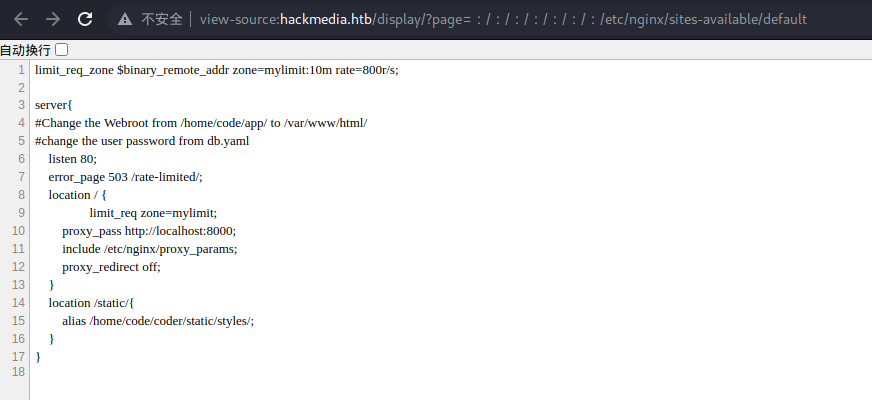 不安全 view-source:hackmedia.htb/display/?page=︰/︰/︰/︰/︰/︰/︰/︰/etc/nginx/sites-available/default
自动换行
1 limit_req_zone $binary_remote_addr zone=mylimit:10m rate=800r/s;
2
3 server{
4 #Change the Webroot from /home/code/app/ to /var/www/html/
5 #change the user password from db.yaml
6 listen 80;
7 error_page 503 /rate-limited/;
8 location / {
9 limit_req zone=mylimit;
10 proxy_pass http://localhost:8000;
11 include /etc/nginx/proxy_params;
12 proxy_redirect off;
13 }
14 location /static/{
15 alias /home/code/coder/static/styles/;
16 }
17 }
18